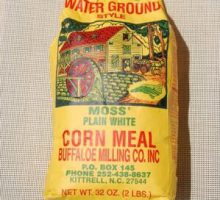 WATER GROUND
STYLE
MOSS'
PLAIN WHITE
CORN MEAL
BUFFALOE MILLING CO. INC
P.O. BOX 145
PHONE 252-438-8637
KITTRELL, N.C. 27544
NET WT. 32 OZ. (2 LBS.)